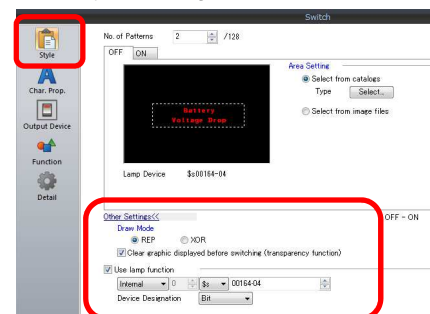 Switch
Style
Char. Prop.
Output Device
Function
Detail
No. of Patterns 2 /128
OFF ON
Battery
Voltage Drop
Lamp Device $s00164-04
Area Setting
Select from catalogs
Type Select...
Select from image files
Other Settings<<
OFF - ON
Draw Mode
REP XOR
Clear graphic displayed before switching (transparency function)
Use lamp function
Internal 0 $s 00164-04
Device Designation Bit